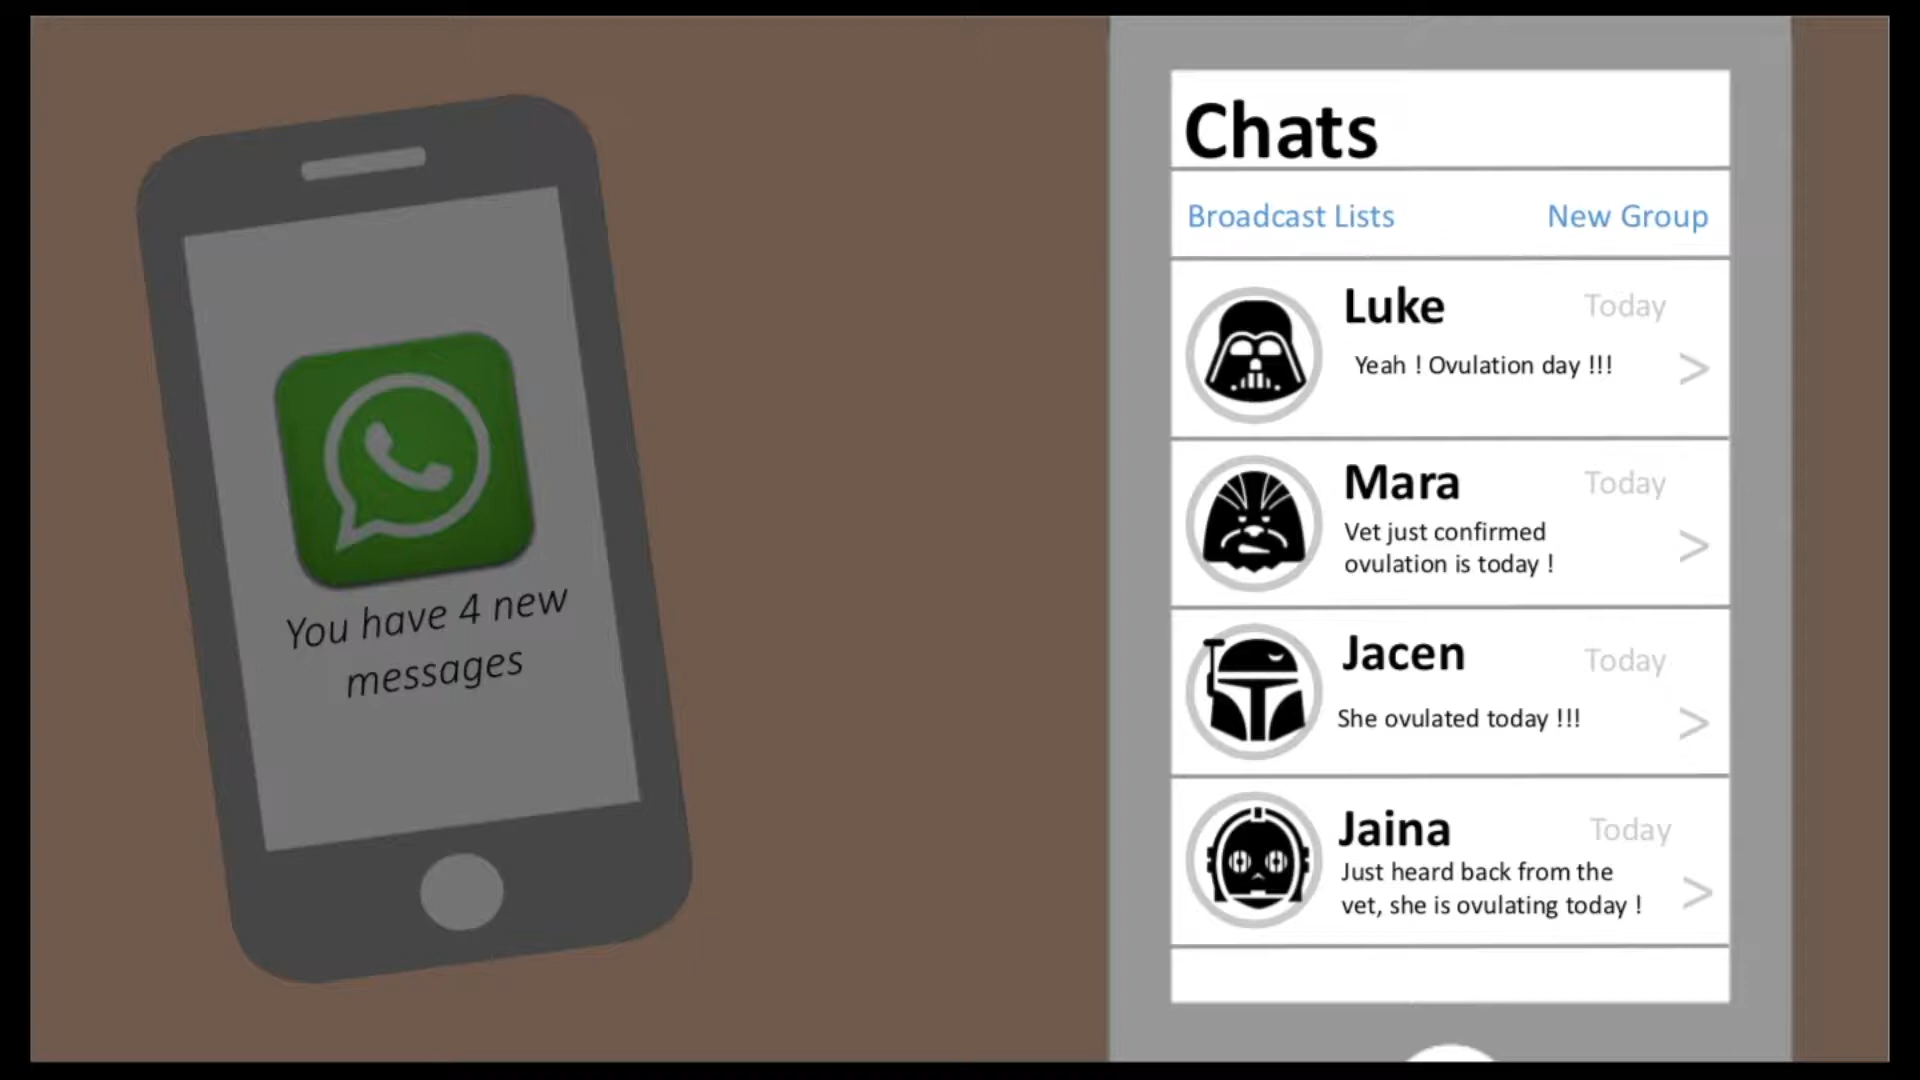 You have 4 new
messages
Chats
Broadcast Lists
New Group
Luke
Today
Yeah ! Ovulation day !!!
>
Mara
Today
Vet just confirmed
ovulation is today !
>
Jacen
Today
She ovulated today !!!
>
Jaina
Today
Just heard back from the
vet, she is ovulating today !
>